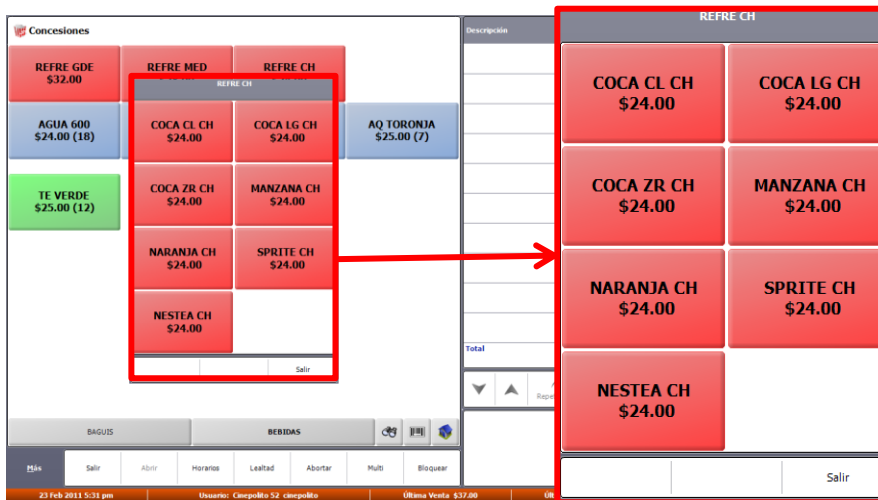 Concesiones
Descripción
REFRE GDE
$32.00
REFRE MED
REFRE CH
AGUA 600
$24.00 (18)
AQ TORONJA
$25.00 (7)
TE VERDE
$25.00 (12)
REFRE CH
COCA CL CH
$24.00
COCA LG CH
$24.00
COCA ZR CH
$24.00
MANZANA CH
$24.00
NARANJA CH
$24.00
SPRITE CH
$24.00
NESTEA CH
$24.00
Salir
Total
BAGUIS
BEBIDAS
Más
Salir
Abrir
Horarios
Lealtad
Abortar
Multi
Bloquear
23 Feb 2011 5:31 pm
Usuario: Cinepolito 52 cinepolito
Última Venta $37.00
REFRE CH
COCA CL CH
$24.00
COCA LG CH
$24.00
COCA ZR CH
$24.00
MANZANA CH
$24.00
NARANJA CH
$24.00
SPRITE CH
$24.00
NESTEA CH
$24.00
Salir